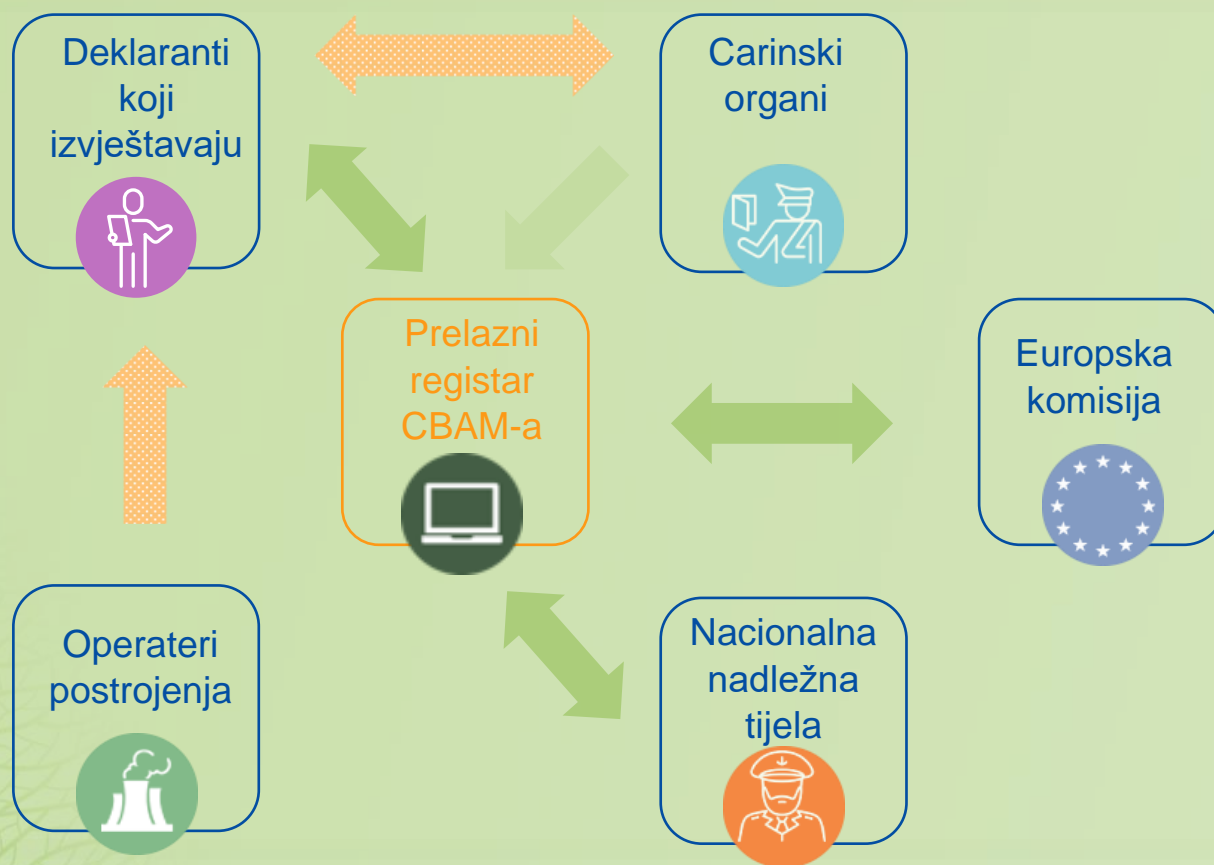 Deklaranti
koji
izvještavaju
Carinski
organi
Prelazni
registar
CBAM-a
Europska
komisija
Operateri
postrojenja
Nacionalna
nadležna
tijela